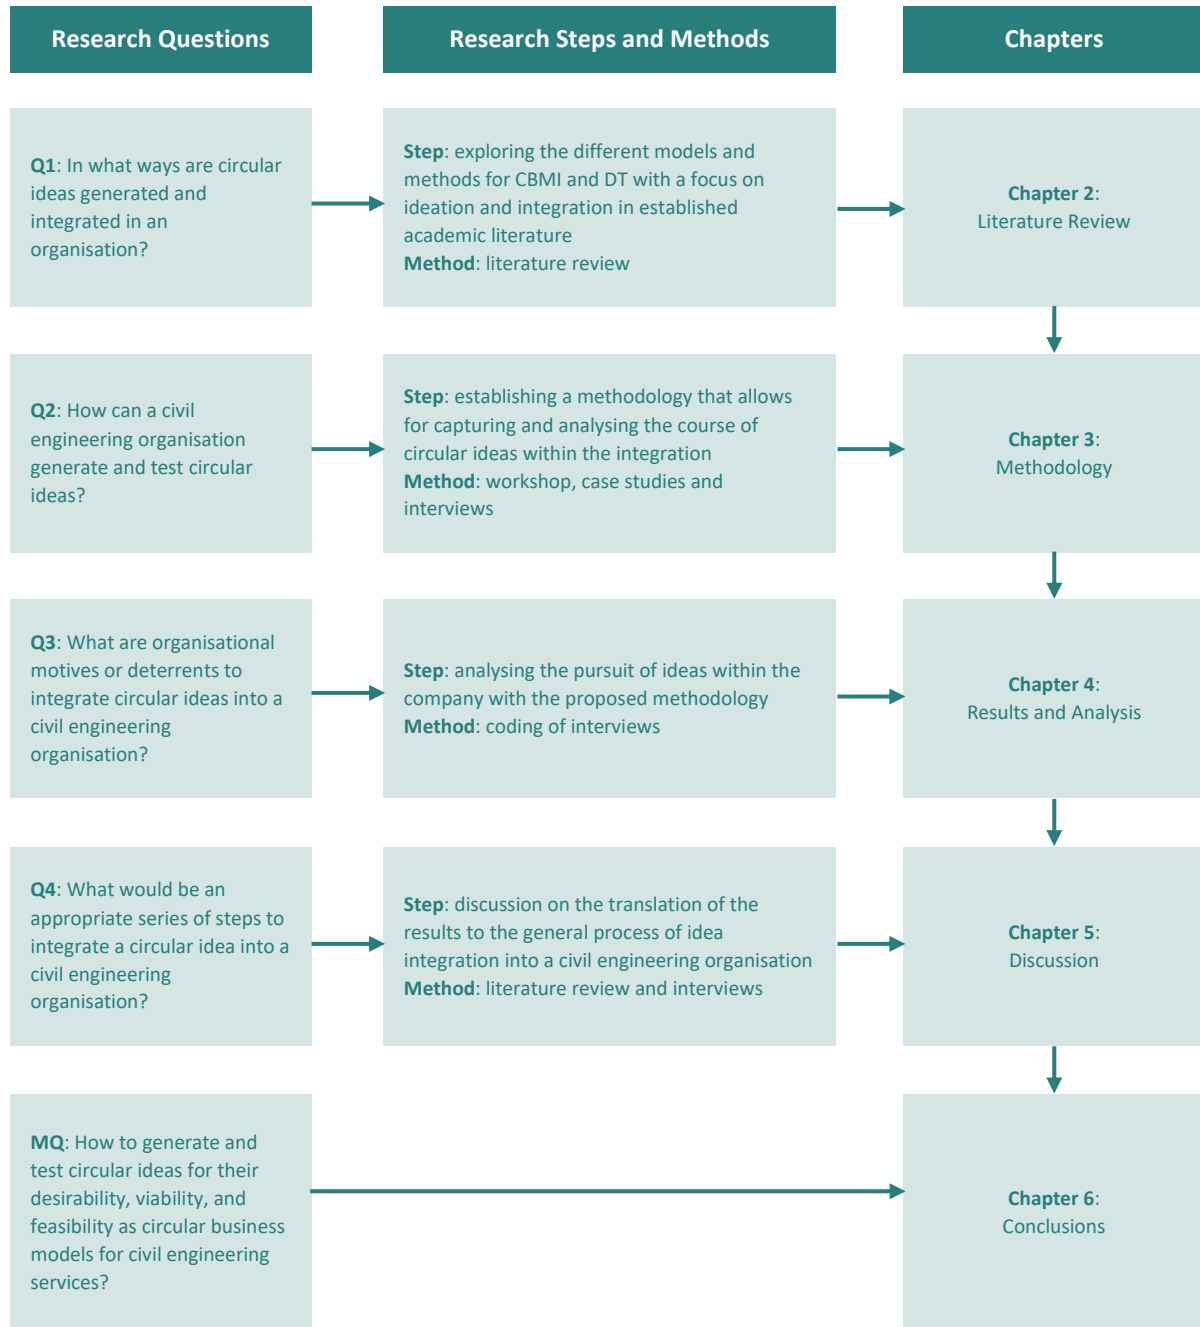 Research Questions
Research Steps and Methods
Chapters
Q1: In what ways are circular
ideas generated and
integrated in an
organisation?
Step: exploring the different models and
methods for CBMI and DT with a focus on
ideation and integration in established
academic literature
Method: literature review
Chapter 2:
Literature Review
Q2: How can a civil
engineering organisation
generate and test circular
ideas?
Step: establishing a methodology that allows
for capturing and analysing the course of
circular ideas within the integration
Method: workshop, case studies and
interviews
Chapter 3:
Methodology
Q3: What are organisational
motives or deterrents to
integrate circular ideas into a
civil engineering
organisation?
Step: analysing the pursuit of ideas within the
company with the proposed methodology
Method: coding of interviews
Chapter 4:
Results and Analysis
Q4: What would be an
appropriate series of steps to
integrate a circular idea into a
civil engineering
organisation?
Step: discussion on the translation of the
results to the general process of idea
integration into a civil engineering organisation
Method: literature review and interviews
Chapter 5:
Discussion
MQ: How to generate and
test circular ideas for their
desirability, viability, and
feasibility as circular business
models for civil engineering
services?
Chapter 6:
Conclusions